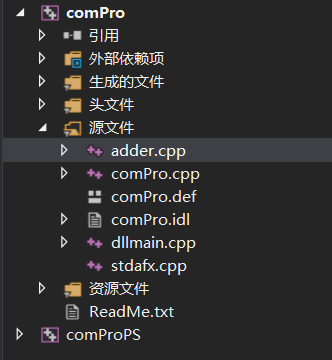 comPro
引用
外部依赖项
生成的文件
头文件
源文件
adder.cpp
comPro.cpp
comPro.def
comPro.idl
dllmain.cpp
stdafx.cpp
资源文件
ReadMe.txt
comProPS